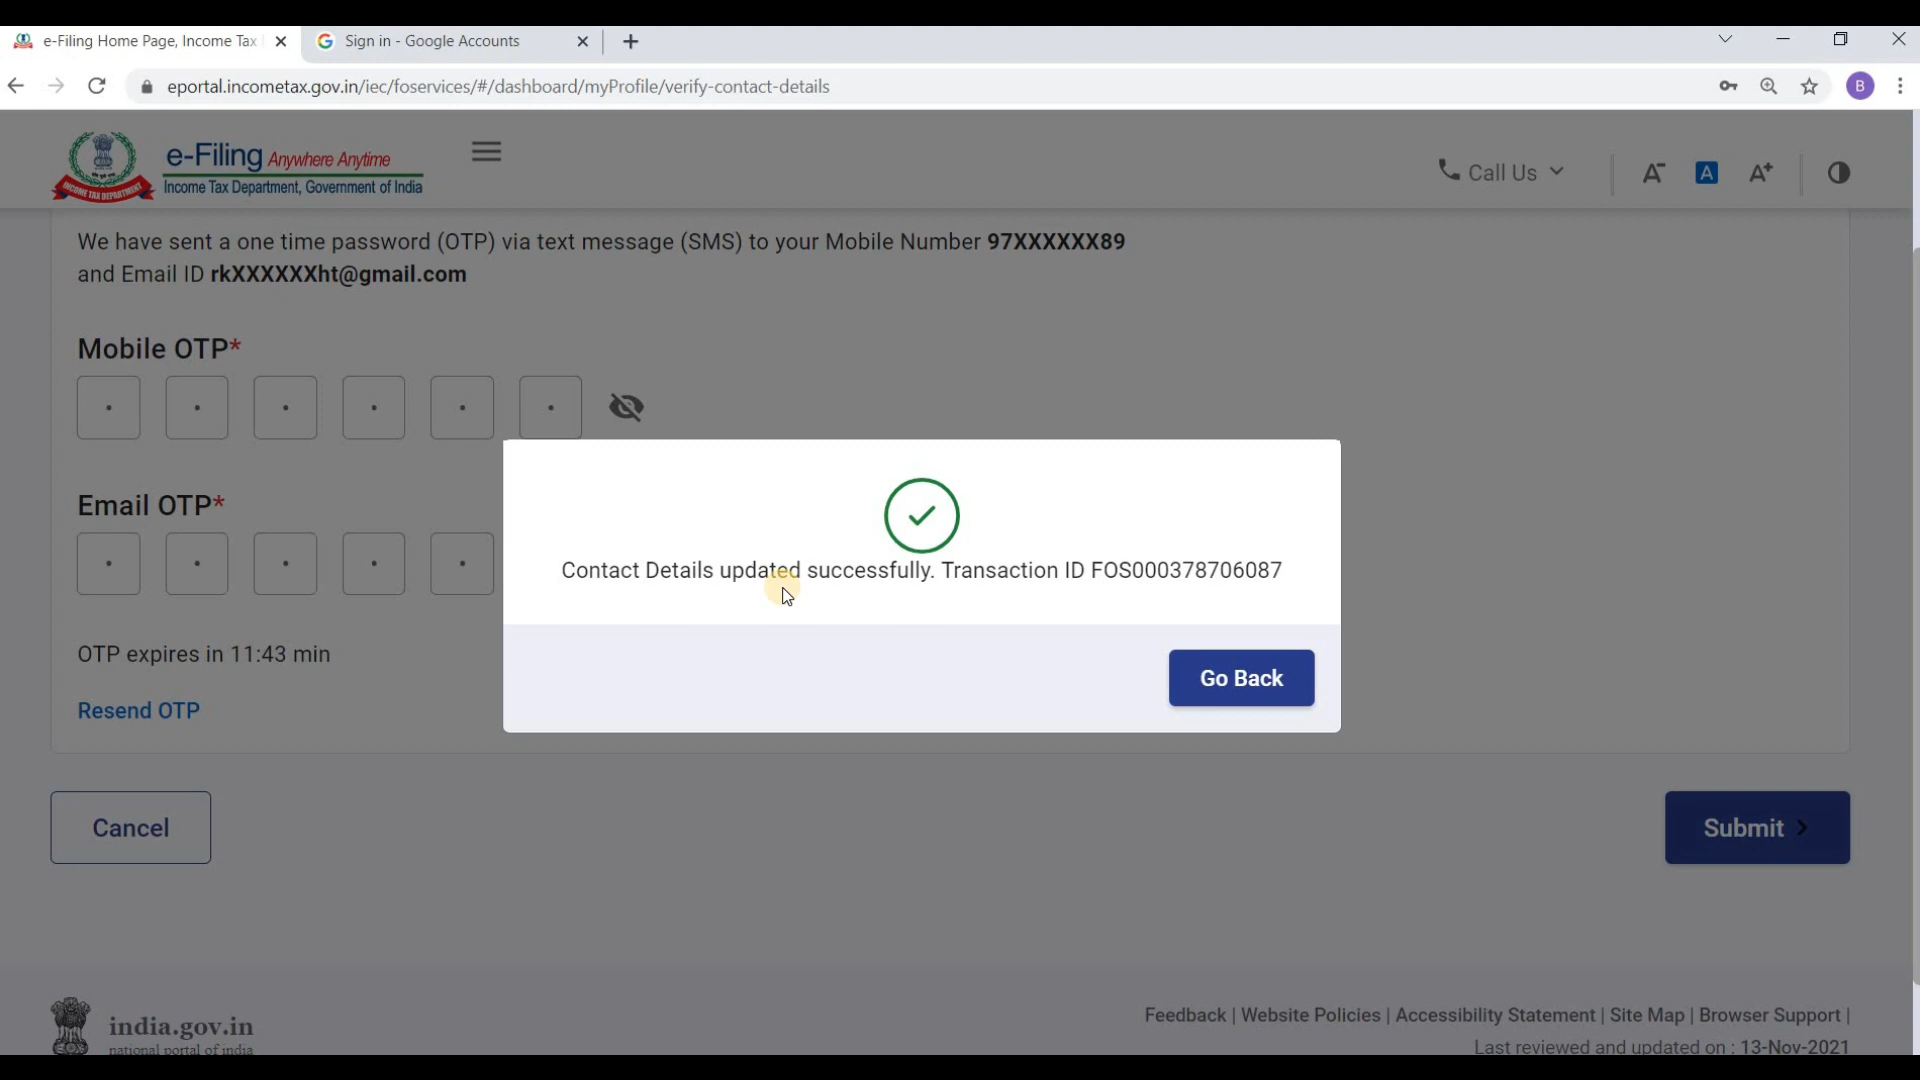 e-Filing Home Page, Income Tax
Sign in - Google Accounts
eportal.incometax.gov.in/iec/foservices/#/dashboard/myProfile/verify-contact-details
B
e-Filing Anywhere Anytime
Income Tax Department, Government of India
INCOME TAX DEPARTMENT
Call Us
A-
A
A+
We have sent a one time password (OTP) via text message (SMS) to your Mobile Number 97XXXXXX89
and Email ID rkXXXXXXht@gmail.com
Mobile OTP*
Email OTP*
Contact Details updated successfully. Transaction ID FOS000378706087
OTP expires in 11:43 min
Go Back
Resend OTP
Cancel
Submit
india.gov.in
national portal of india
Feedback | Website Policies | Accessibility Statement | Site Map | Browser Support |
Last reviewed and updated on : 13-Nov-2021